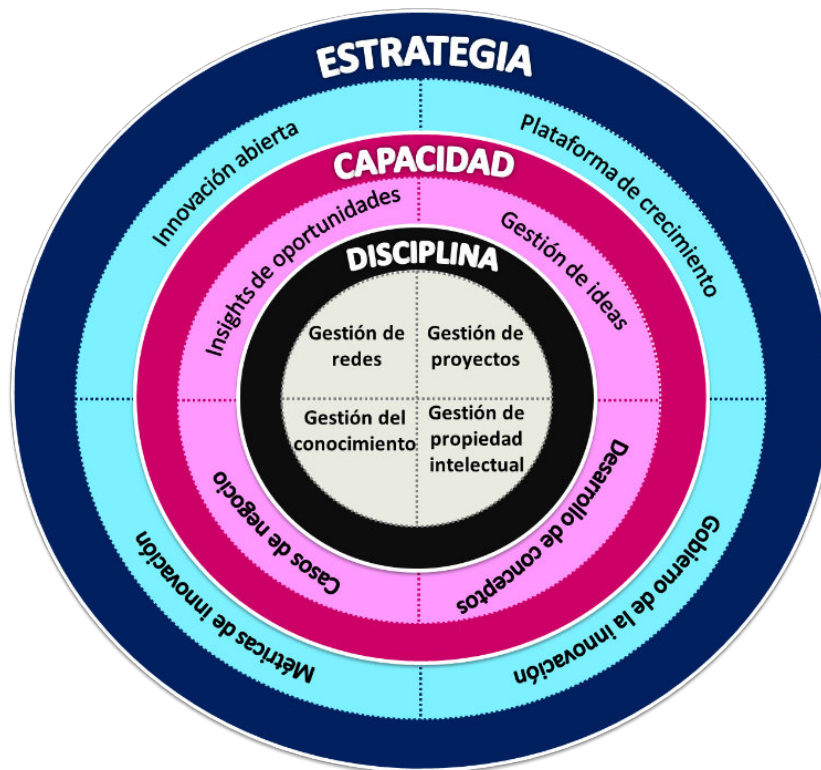 ESTRATEGIA
Innovación abierta
Plataforma de crecimiento
CAPACIDAD
Insights de oportunidades
Gestión de ideas
DISCIPLINA
Gestión de
redes
Gestión de
proyectos
Gestión del
conocimiento
Gestión de
propiedad
intelectual
Casos de negocio
Desarrollo de conceptos
Métricas de innovación
Gobierno de la innovación